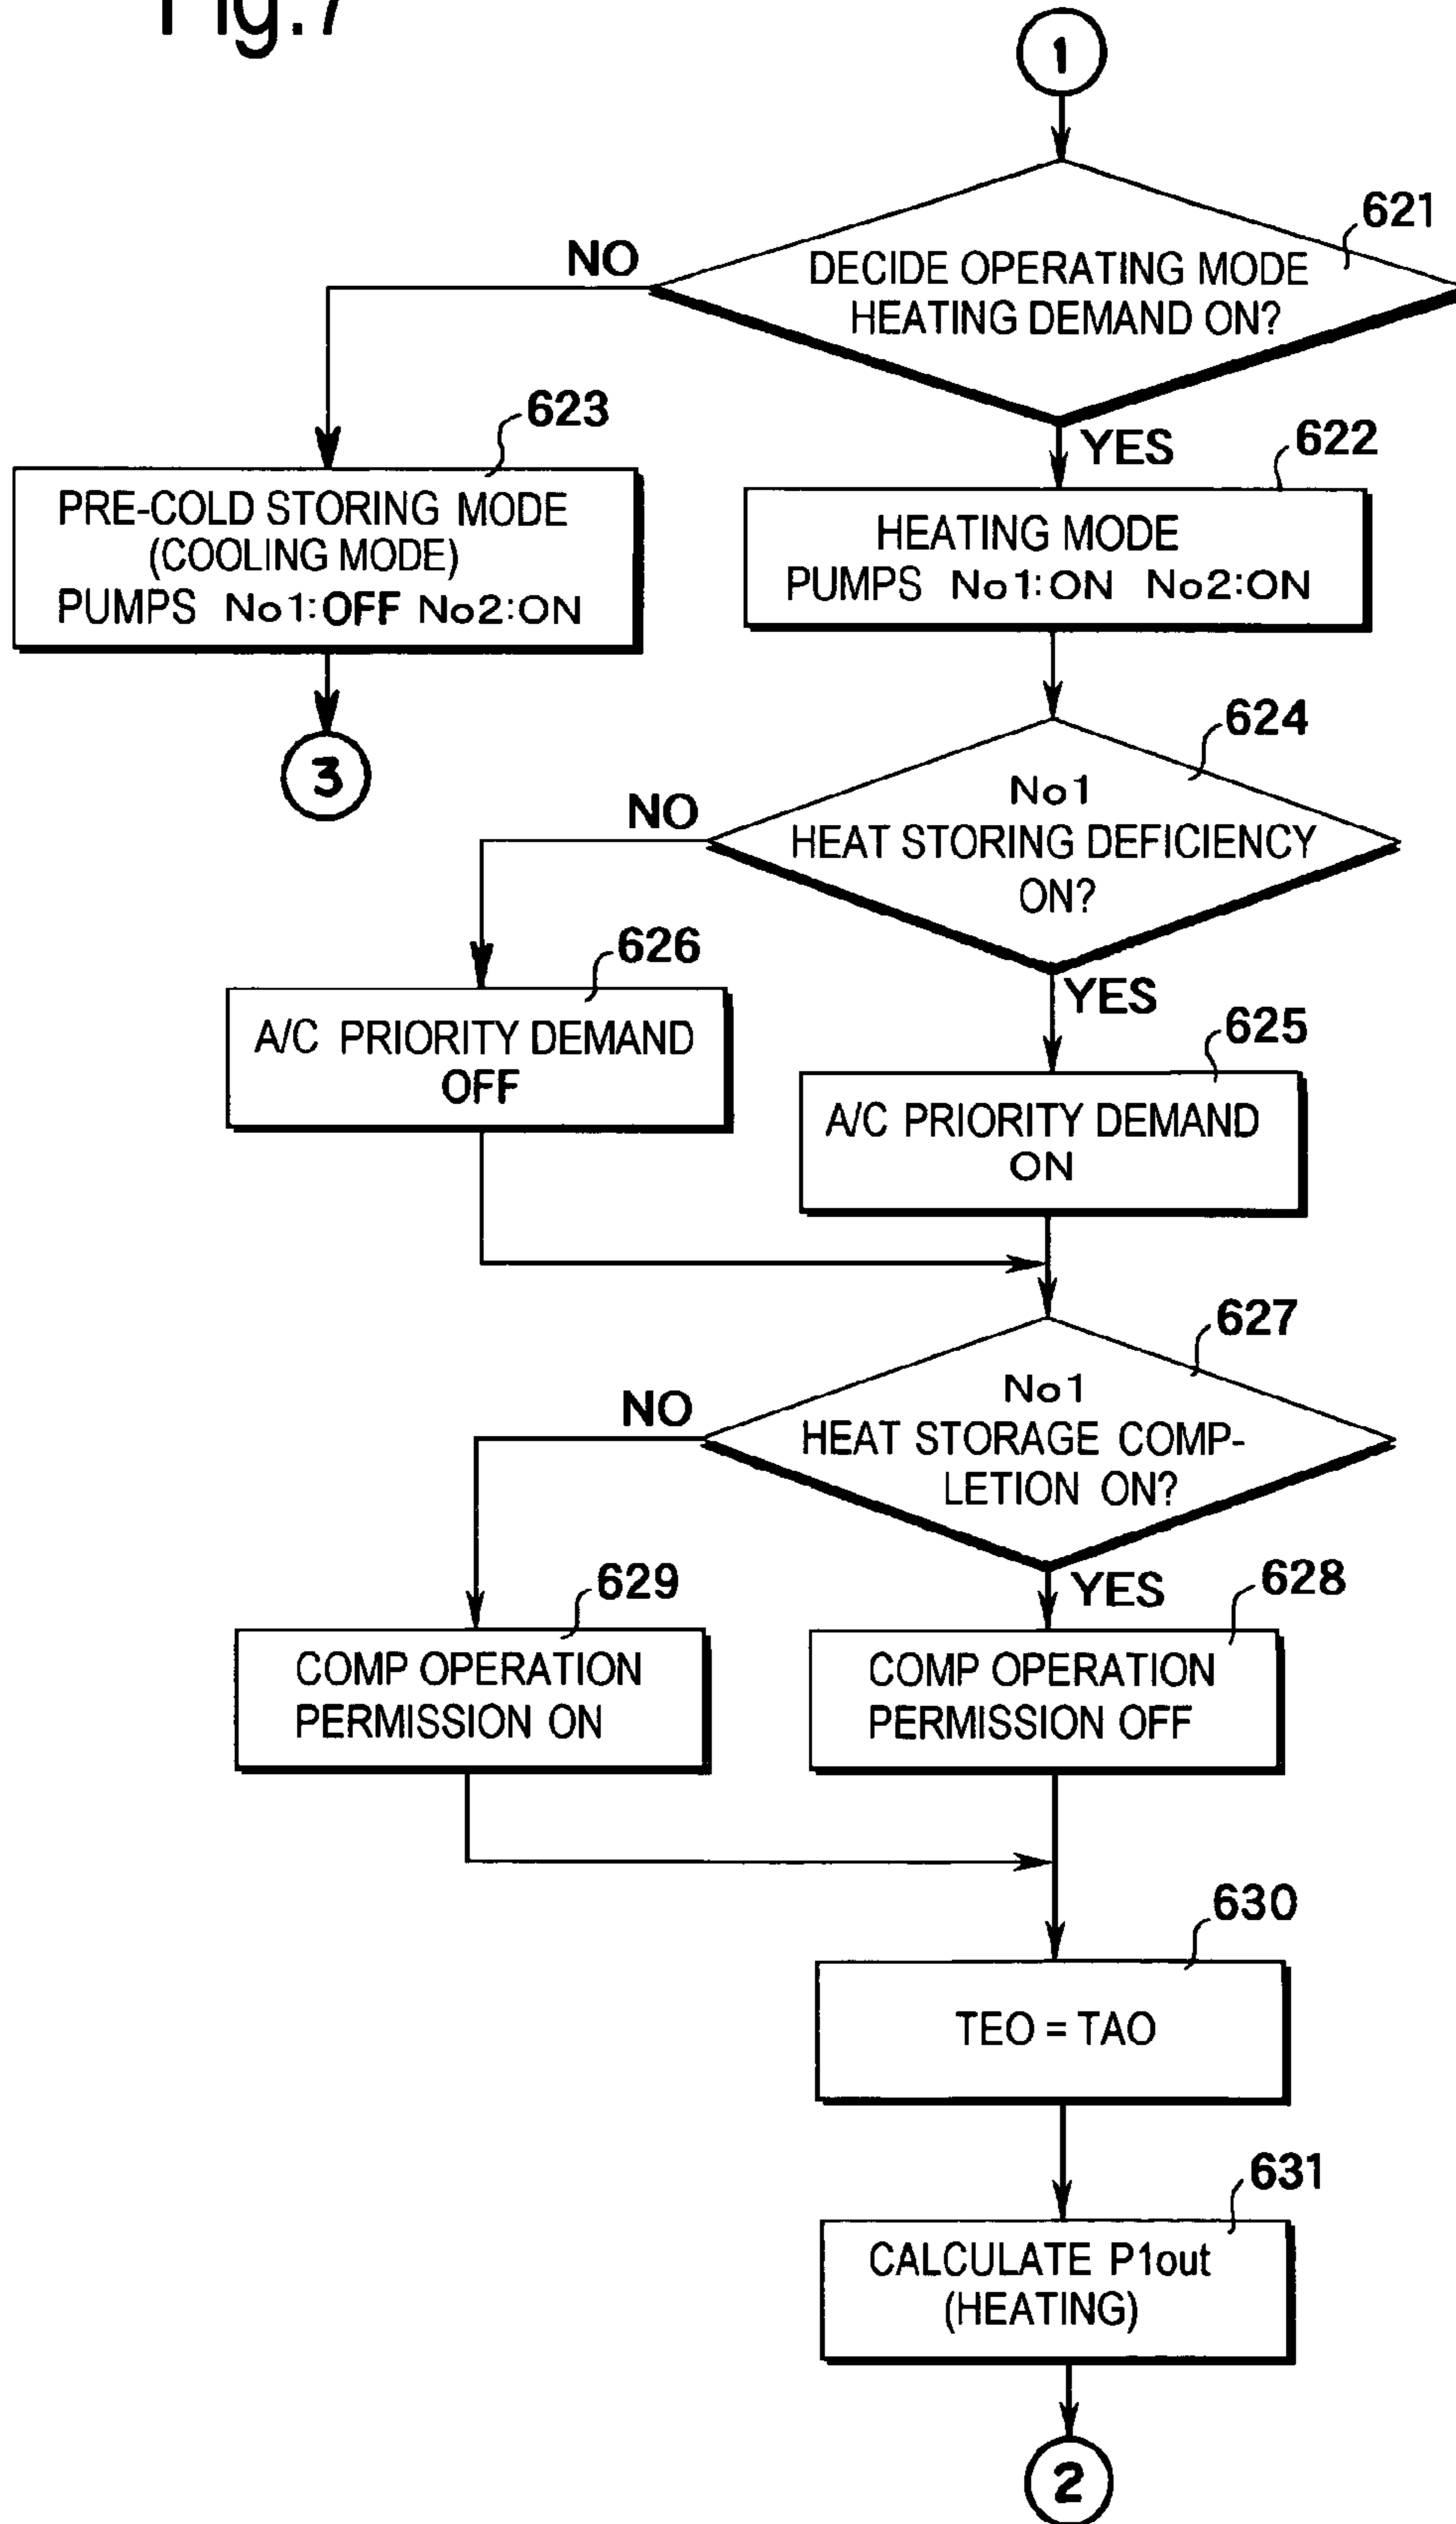 Fig.7
1
621
DECIDE OPERATING MODE
HEATING DEMAND ON?
NO
YES
623
PRE-COLD STORING MODE
(COOLING MODE)
PUMPS No1:OFF No2:ON
3
622
HEATING MODE
PUMPS No1:ON No2:ON
624
No1
HEAT STORING DEFICIENCY
ON?
NO
YES
626
A/C PRIORITY DEMAND
OFF
625
A/C PRIORITY DEMAND
ON
627
No1
HEAT STORAGE COMP-
LETION ON?
NO
YES
629
COMP OPERATION
PERMISSION ON
628
COMP OPERATION
PERMISSION OFF
630
TEO = TAO
631
CALCULATE P1out
(HEATING)
2